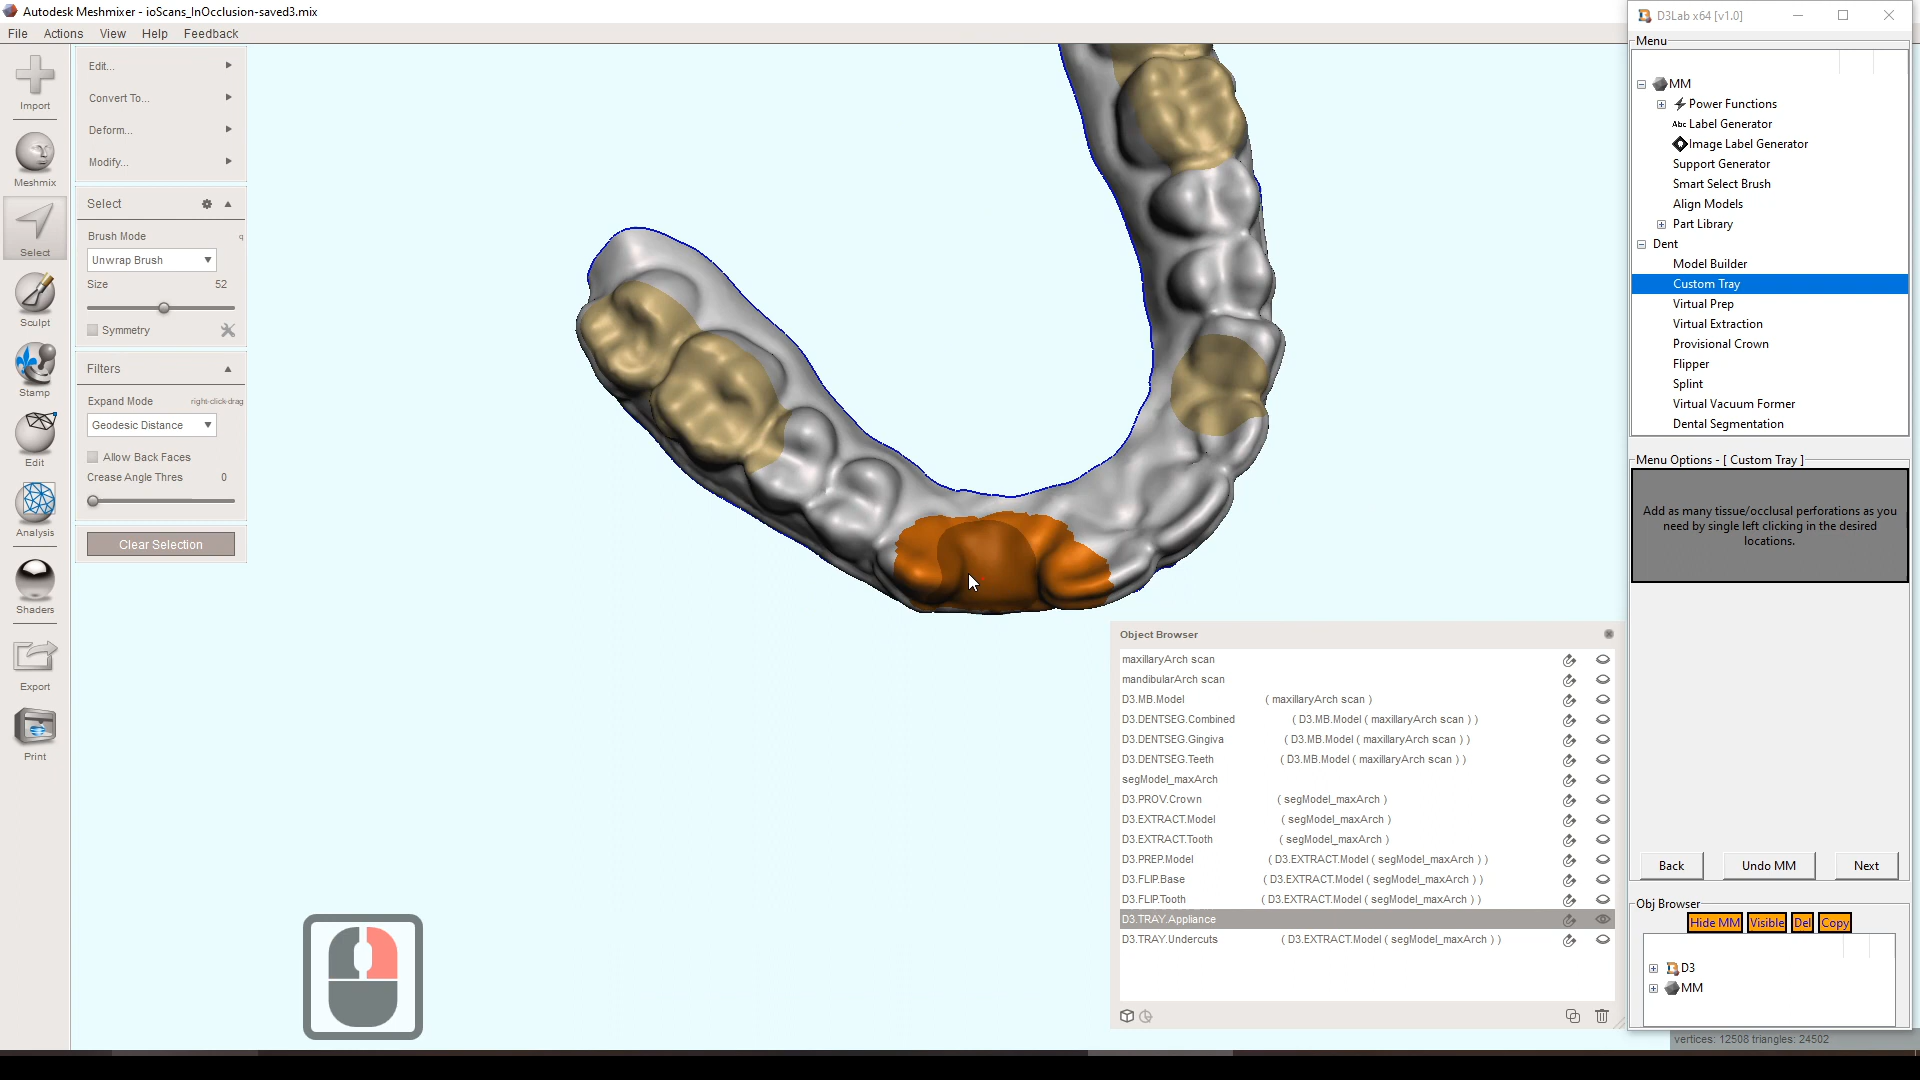 Autodesk Meshmixer - ioScans_InOcclusion-saved3.mix
File Actions View Help Feedback
Import
Meshmix
Select
Sculpt
Stamp
Edit
Analysis
Shaders
Export
Print
Edit...
Convert To...
Deform...
Modify...
Select
Brush Mode q
Unwrap Brush
Size 52
Symmetry
Filters
Expand Mode right-click-drag
Geodesic Distance
Allow Back Faces
Crease Angle Thres 0
Clear Selection
Object Browser
maxillaryArch scan
mandibularArch scan
D3.MB.Model ( maxillaryArch scan )
D3.DENTSEG.Combined ( D3.MB.Model ( maxillaryArch scan ) )
D3.DENTSEG.Gingiva ( D3.MB.Model ( maxillaryArch scan ) )
D3.DENTSEG.Teeth ( D3.MB.Model ( maxillaryArch scan ) )
segModel_maxArch
D3.PROV.Crown ( segModel_maxArch )
D3.EXTRACT.Model ( segModel_maxArch )
D3.EXTRACT.Tooth ( segModel_maxArch )
D3.PREP.Model ( D3.EXTRACT.Model ( segModel_maxArch ) )
D3.FLIP.Base ( D3.EXTRACT.Model ( segModel_maxArch ) )
D3.FLIP.Tooth ( D3.EXTRACT.Model ( segModel_maxArch ) )
D3.TRAY.Appliance
D3.TRAY.Undercuts ( D3.EXTRACT.Model ( segModel_maxArch ) )
D3Lab x64 [v1.0]
Menu
MM
Power Functions
Abc Label Generator
Image Label Generator
Support Generator
Smart Select Brush
Align Models
Part Library
Dent
Model Builder
Custom Tray
Virtual Prep
Virtual Extraction
Provisional Crown
Flipper
Splint
Virtual Vacuum Former
Dental Segmentation
Menu Options - [ Custom Tray ]
Add as many tissue/occlusal perforations as you
need by single left clicking in the desired
locations.
Back Undo MM Next
Obj Browser
Hide MM Visible Del Copy
D3
MM
vertices: 12508 triangles: 24502